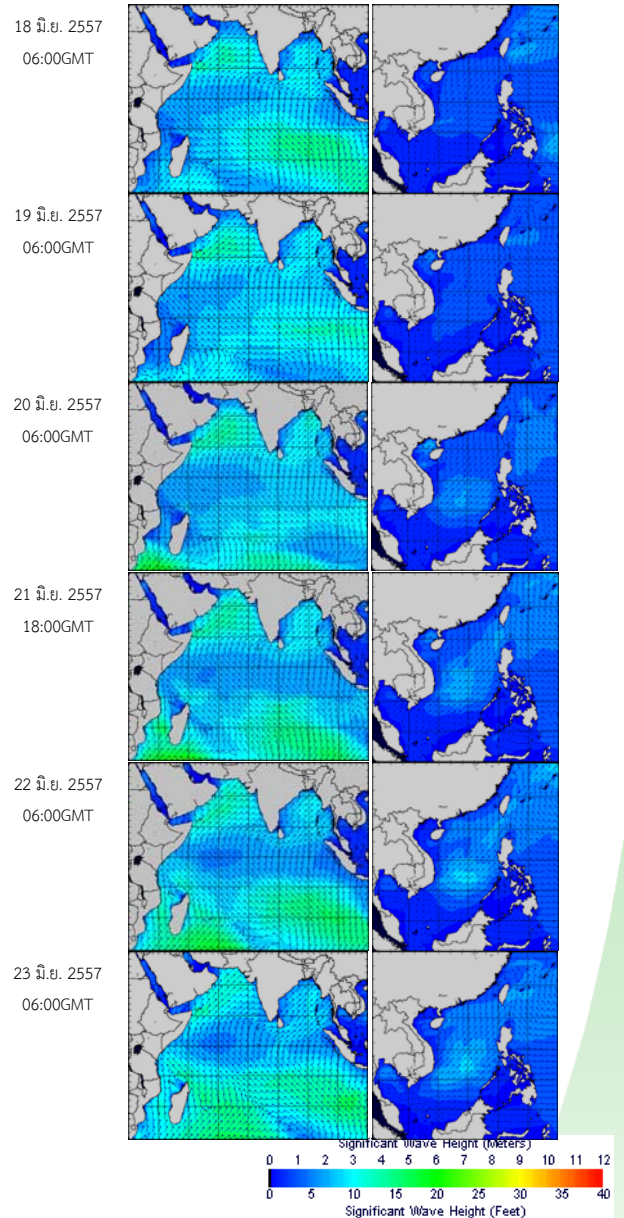 18 มิ.ย. 2557
06:00GMT
19 มิ.ย. 2557
06:00GMT
20 มิ.ย. 2557
06:00GMT
21 มิ.ย. 2557
18:00GMT
22 มิ.ย. 2557
06:00GMT
23 มิ.ย. 2557
06:00GMT
Significant Wave Height (Meters)
0 1 2 3 4 5 6 7 8 9 10 11 12
0 5 10 15 20 25 30 35 40
Significant Wave Height (Feet)